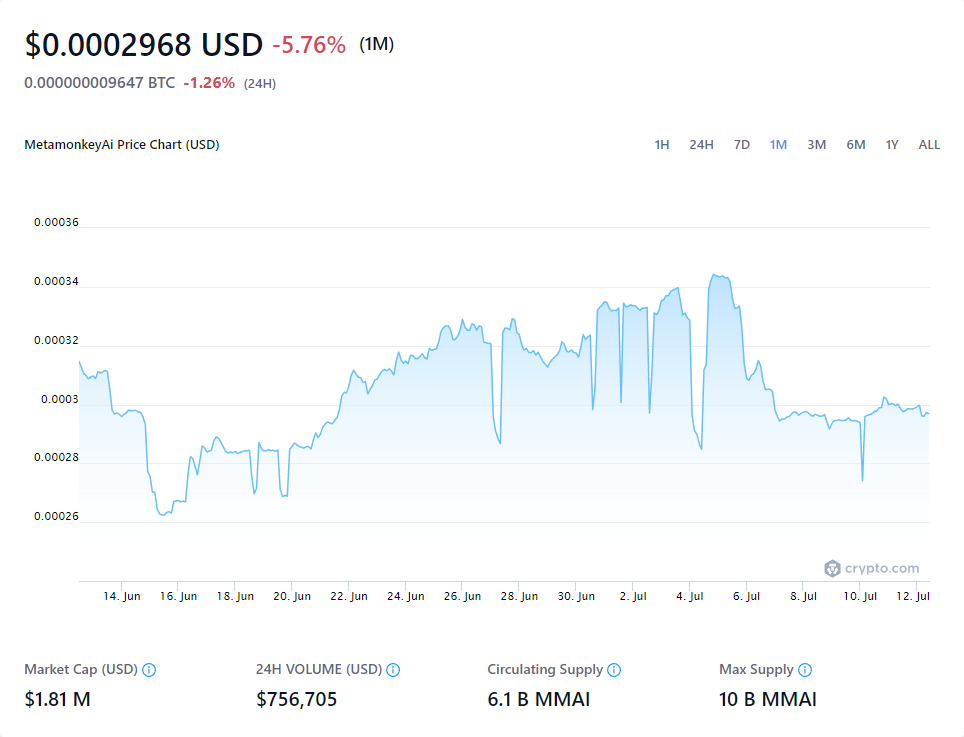 $0.0002968 USD -5.76% (1M)
0.000000009647 BTC -1.26% (24H)
MetamonkeyAi Price Chart (USD) 1H 24H 7D 1M 3M 6M 1Y ALL
0.00036
0.00034
0.00032
0.0003
0.00028
0.00026
crypto.com
14. Jun 16. Jun 18. Jun 20. Jun 22. Jun 24. Jun 26. Jun 28. Jun 30. Jun 2. Jul 4. Jul 6. Jul 8. Jul 10. Jul 12. Jul
Market Cap (USD) 24H VOLUME (USD) Circulating Supply Max Supply
$1.81 M $756,705 6.1 B MMAI 10 B MMAI